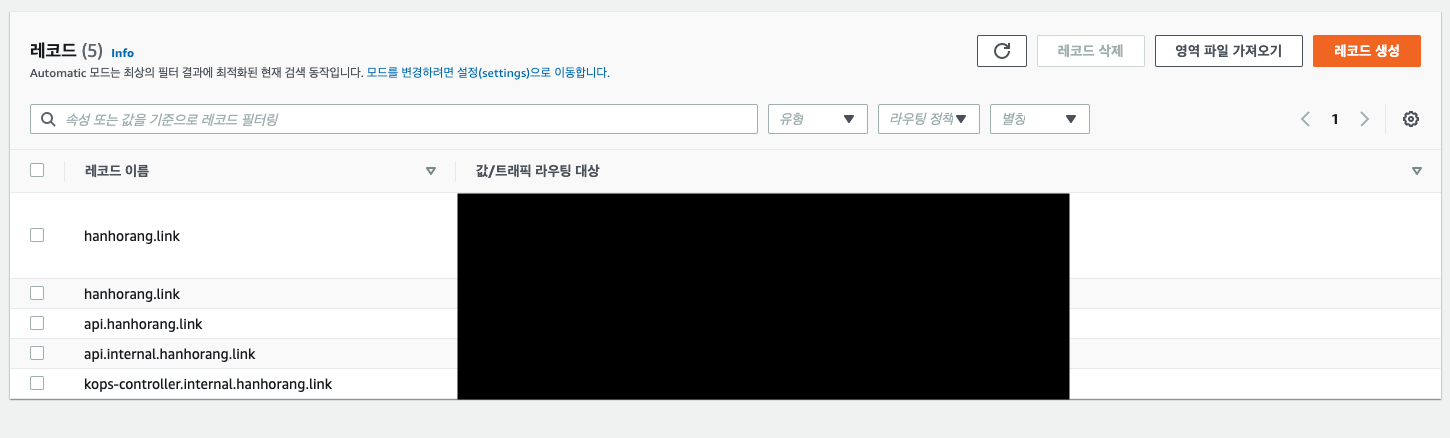 레코드 (5) Info
레코드 삭제
영역 파일 가져오기
레코드 생성
Automatic 모드는 최상의 필터 결과에 최적화된 현재 검색 동작입니다. 모드를 변경하려면 설정(settings)으로 이동합니다.
속성 또는 값을 기준으로 레코드 필터링
유형
라우팅 정책
별칭
1
레코드 이름
값/트래픽 라우팅 대상
hanhorang.link
hanhorang.link
api.hanhorang.link
api.internal.hanhorang.link
kops-controller.internal.hanhorang.link